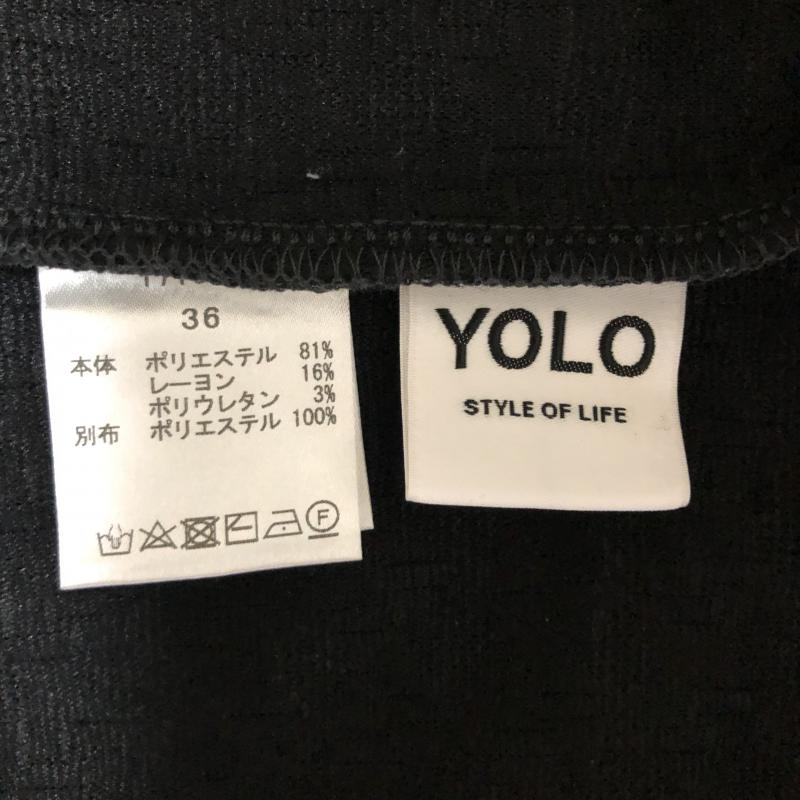 36
本体 ポリエステル 81%
レーヨン 16%
ポリウレタン 3%
別布 ポリエステル 100%
F
YOLO
STYLE OF LIFE